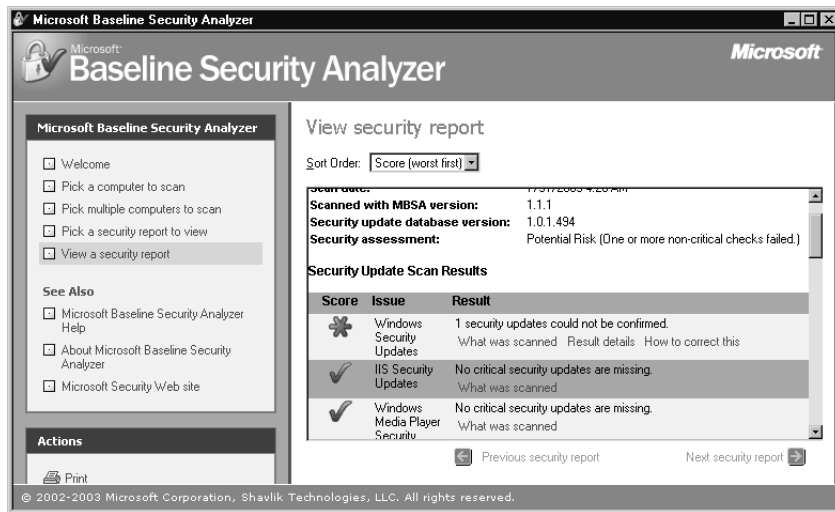 Microsoft Baseline Security Analyzer
Microsoft
Baseline Security Analyzer
Microsoft
Microsoft Baseline Security Analyzer
Welcome
Pick a computer to scan
Pick multiple computers to scan
Pick a security report to view
View a security report
See Also
Microsoft Baseline Security Analyzer
Help
About Microsoft Baseline Security
Analyzer
Microsoft Security Web site
Actions
Print
View security report
Sort Order: Score (worst first)
Scan date:
Scanned with MBSA version: 1.1.1
Security update database version: 1.0.1.494
Security assessment: Potential Risk (One or more non-critical checks failed.)
Security Update Scan Results
Score Issue Result
Windows
Security
Updates
1 security updates could not be confirmed.
What was scanned Result details How to correct this
IIS Security
Updates
No critical security updates are missing.
What was scanned
Windows
Media Player
Security
No critical security updates are missing.
What was scanned
Previous security report Next security report
© 2002-2003 Microsoft Corporation, Shavlik Technologies, LLC. All rights reserved.